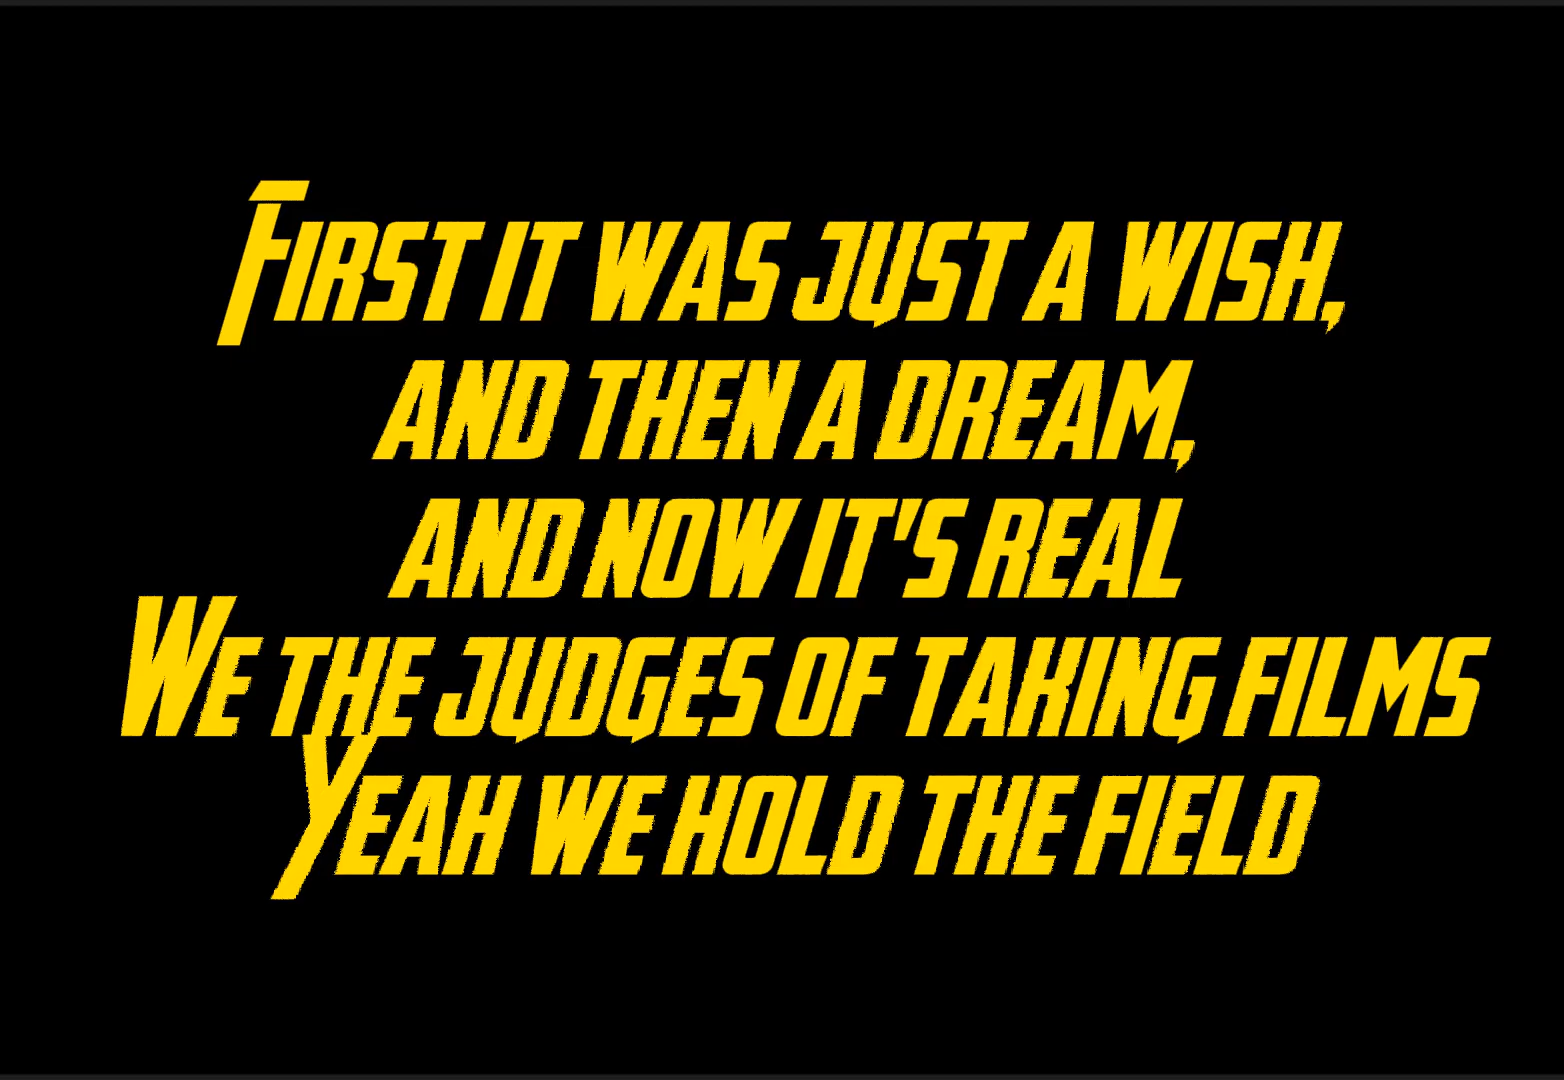 First it was just a wish,
and then a dream,
and now it's real
We the judges of taking films
Yeah we hold the field